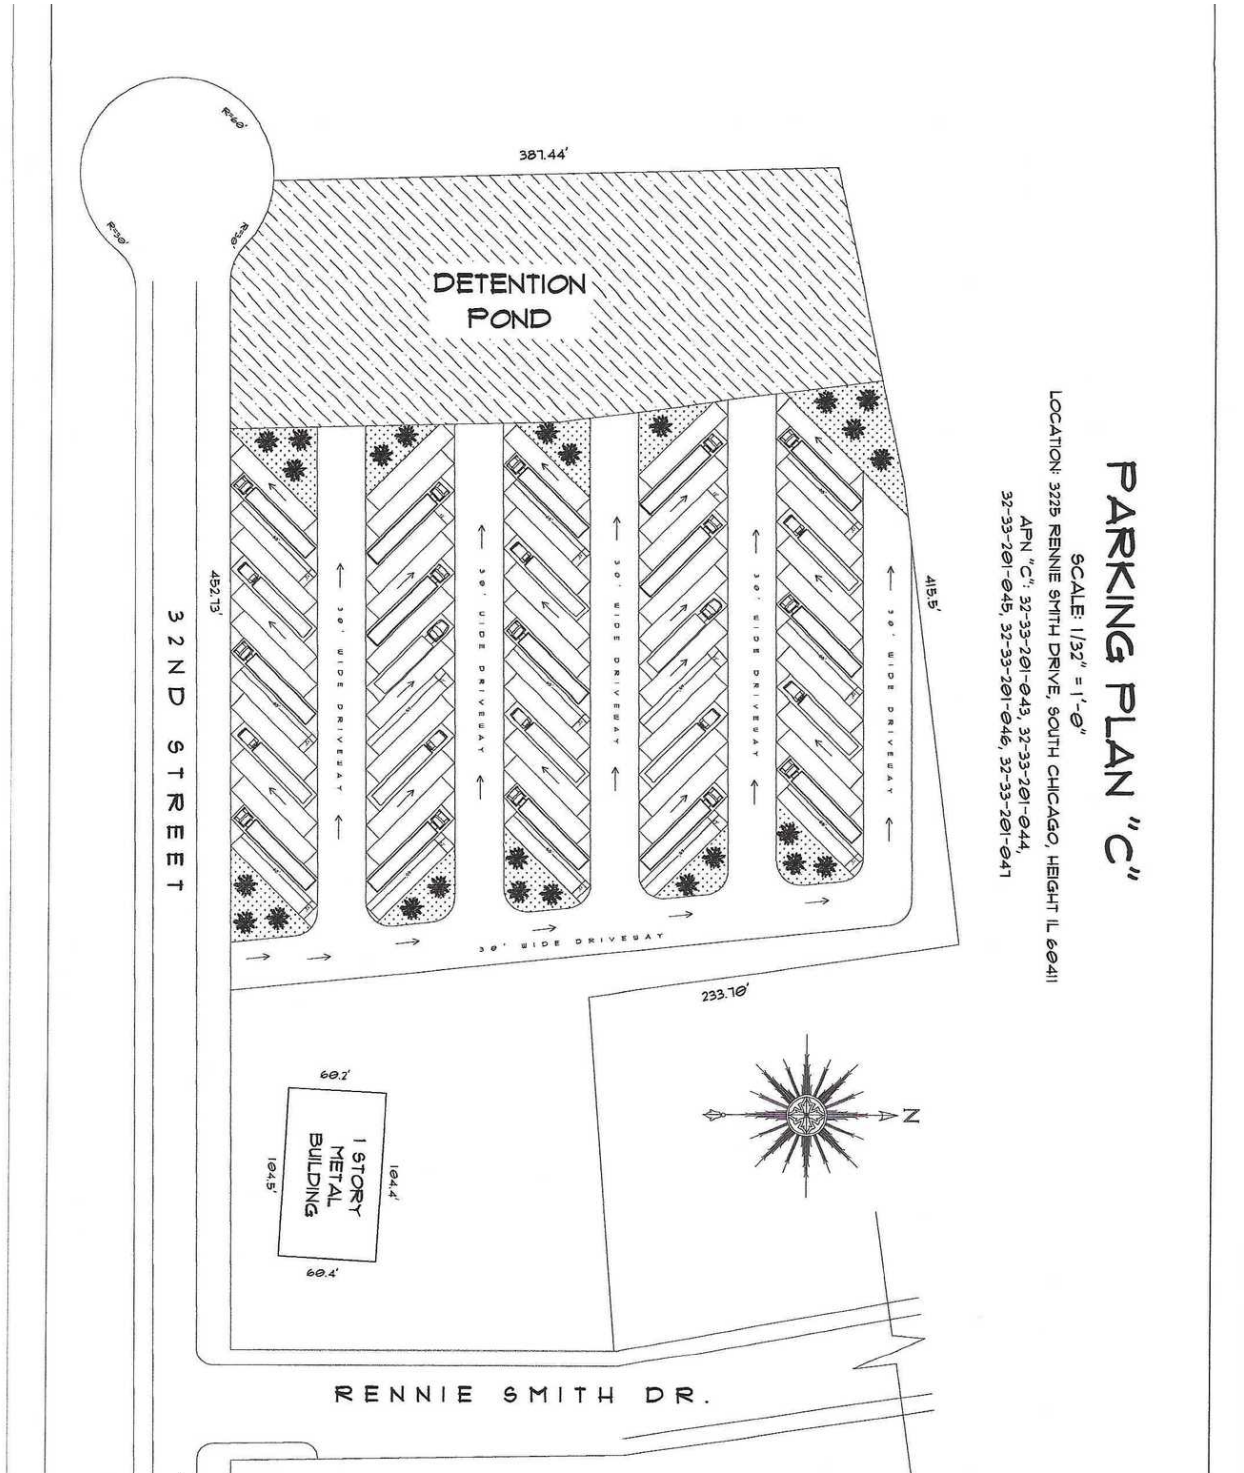 PARKING PLAN "C"
SCALE: 1/32" = 1'-0"
LOCATION: 3225 RENNIE SMITH DRIVE, SOUTH CHICAGO, HEIGHT IL 60411
APN "C": 32-33-201-043, 32-33-201-044,
32-33-201-045, 32-33-201-046, 32-33-201-047
R=60'
R=30'
R=30'
387.44'
DETENTION
POND
415.5'
452.73'
32ND STREET
30' WIDE DRIVEWAY
30' WIDE DRIVEWAY
30' WIDE DRIVEWAY
30' WIDE DRIVEWAY
30' WIDE DRIVEWAY
30' WIDE DRIVEWAY
233.70'
N
60.2'
1 STORY
METAL
BUILDING
104.4'
104.5'
60.4'
RENNIE SMITH DR.